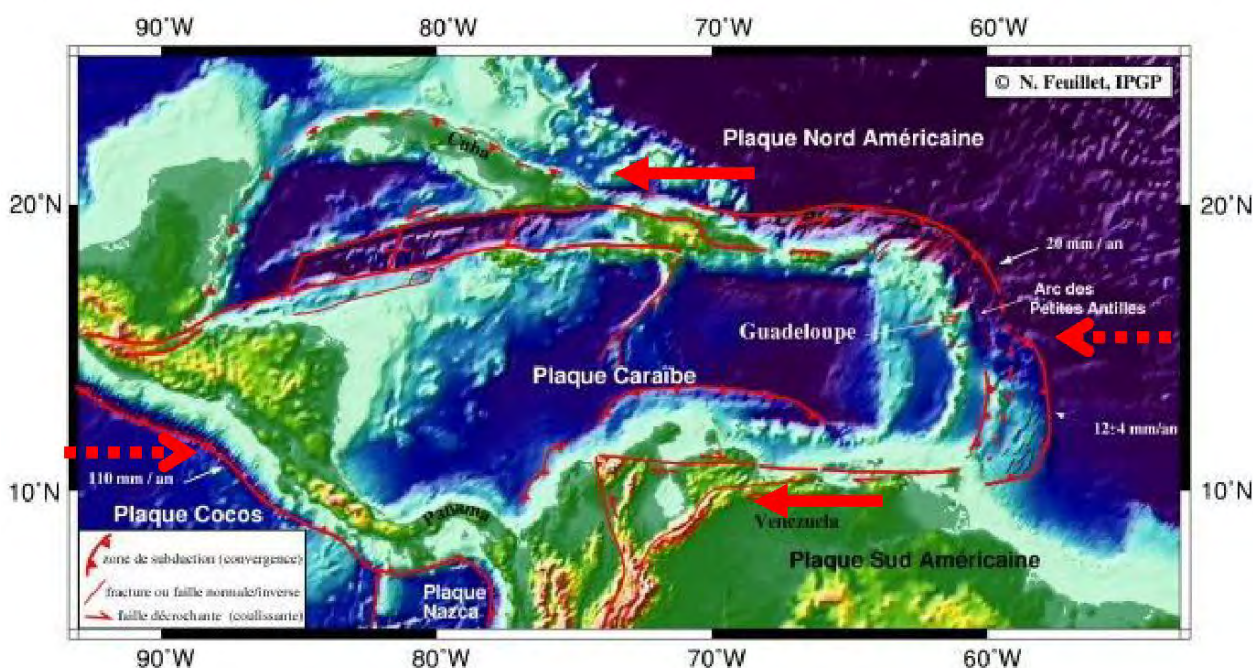 90°W 80°W 70°W 60°W
© N. Feuillet, IPGP
Plaque Nord Américaine
Cuba
20°N 20°N
20 mm / an
Arc des
Petites Antilles
Guadeloupe
Plaque Caraïbe
12±4 mm/an
110 mm / an
10°N 10°N
Plaque Cocos
Panama
Venezuela
Plaque Sud Américaine
Plaque
Nazca
zone de subduction (convergence)
fracture ou faille normale/inverse
faille décrochante (coulissante)
90°W 80°W 70°W 60°W